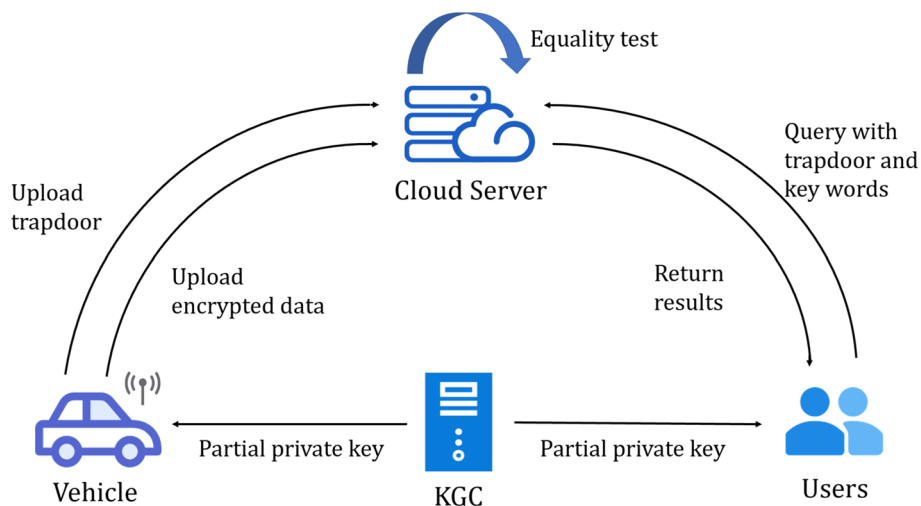 Equality test
Query with
trapdoor and
key words
Cloud Server
Upload
trapdoor
Upload
encrypted data
Return
results
Partial private key
Partial private key
Vehicle
KGC
Users